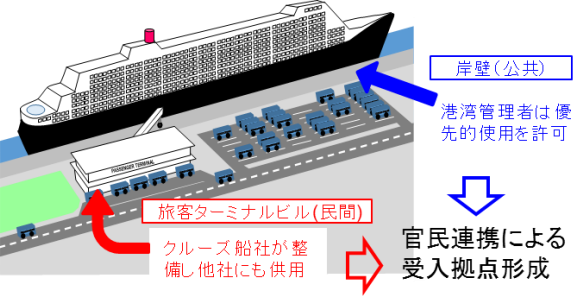 岸壁(公共)
港湾管理者は優
先的使用を許可
PASSENGER TERMINAL
旅客ターミナルビル(民間)
クルーズ船社が整
備し他社にも供用
官民連携による
受入拠点形成